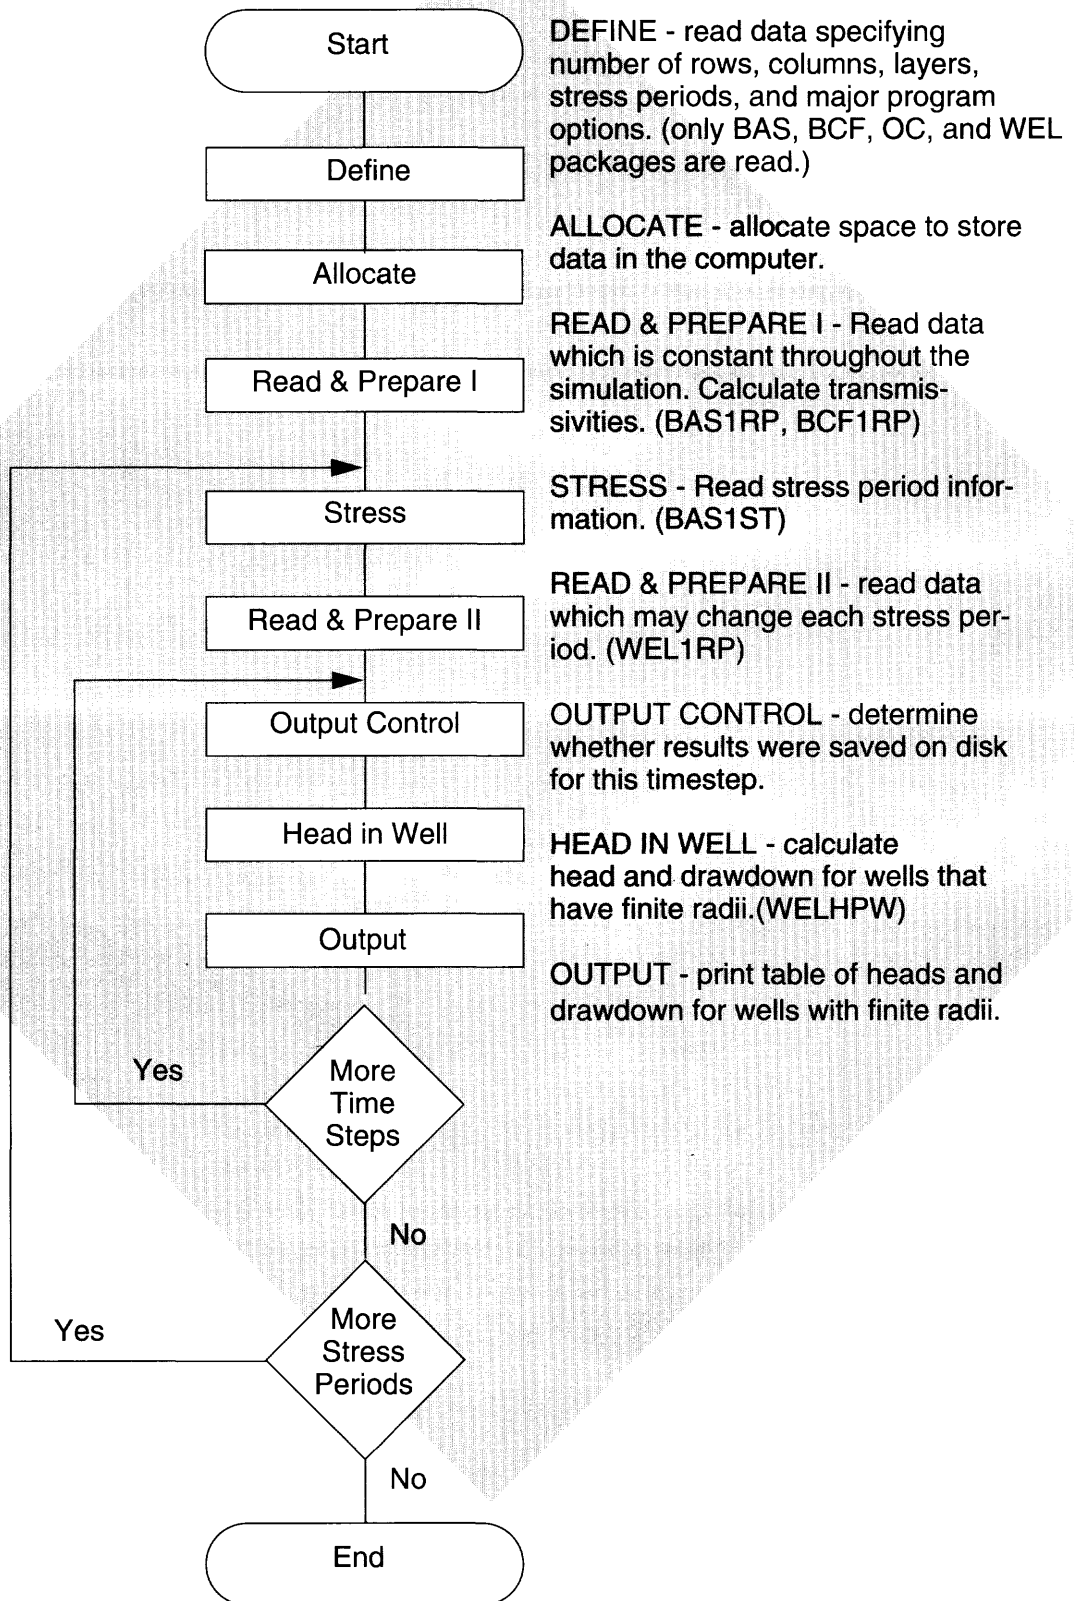 Start
Define
Allocate
Read & Prepare I
Stress
Read & Prepare II
Output Control
Head in Well
Output
More
Time
Steps
Yes
No
More
Stress
Periods
Yes
No
End
DEFINE - read data specifying
number of rows, columns, layers,
stress periods, and major program
options. (only BAS, BCF, OC, and WEL
packages are read.)
ALLOCATE - allocate space to store
data in the computer.
READ & PREPARE I - Read data
which is constant throughout the
simulation. Calculate transmis-
sivities. (BAS1RP, BCF1RP)
STRESS - Read stress period infor-
mation. (BAS1ST)
READ & PREPARE II - read data
which may change each stress per-
iod. (WEL1RP)
OUTPUT CONTROL - determine
whether results were saved on disk
for this timestep.
HEAD IN WELL - calculate
head and drawdown for wells that
have finite radii.(WELHPW)
OUTPUT - print table of heads and
drawdown for wells with finite radii.